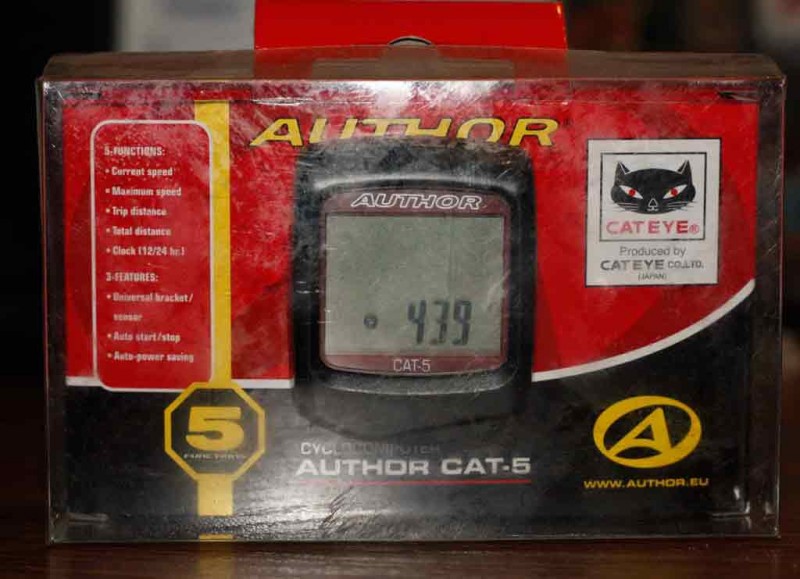 AUTHOR
5-FUNCTIONS:
• Current speed
• Maximum speed
• Trip distance
• Total distance
• Clock (12/24 hr.)
3-FEATURES:
• Universal bracket/
sensor
• Auto start/stop
• Auto-power saving
AUTHOR
439
CAT-5
CATEYE®
Produced by
CATEYE CO.,LTD.
(JAPAN)
5
FUNCTIONS
CYCLOCOMPUTER
AUTHOR CAT-5
A
WWW.AUTHOR.EU